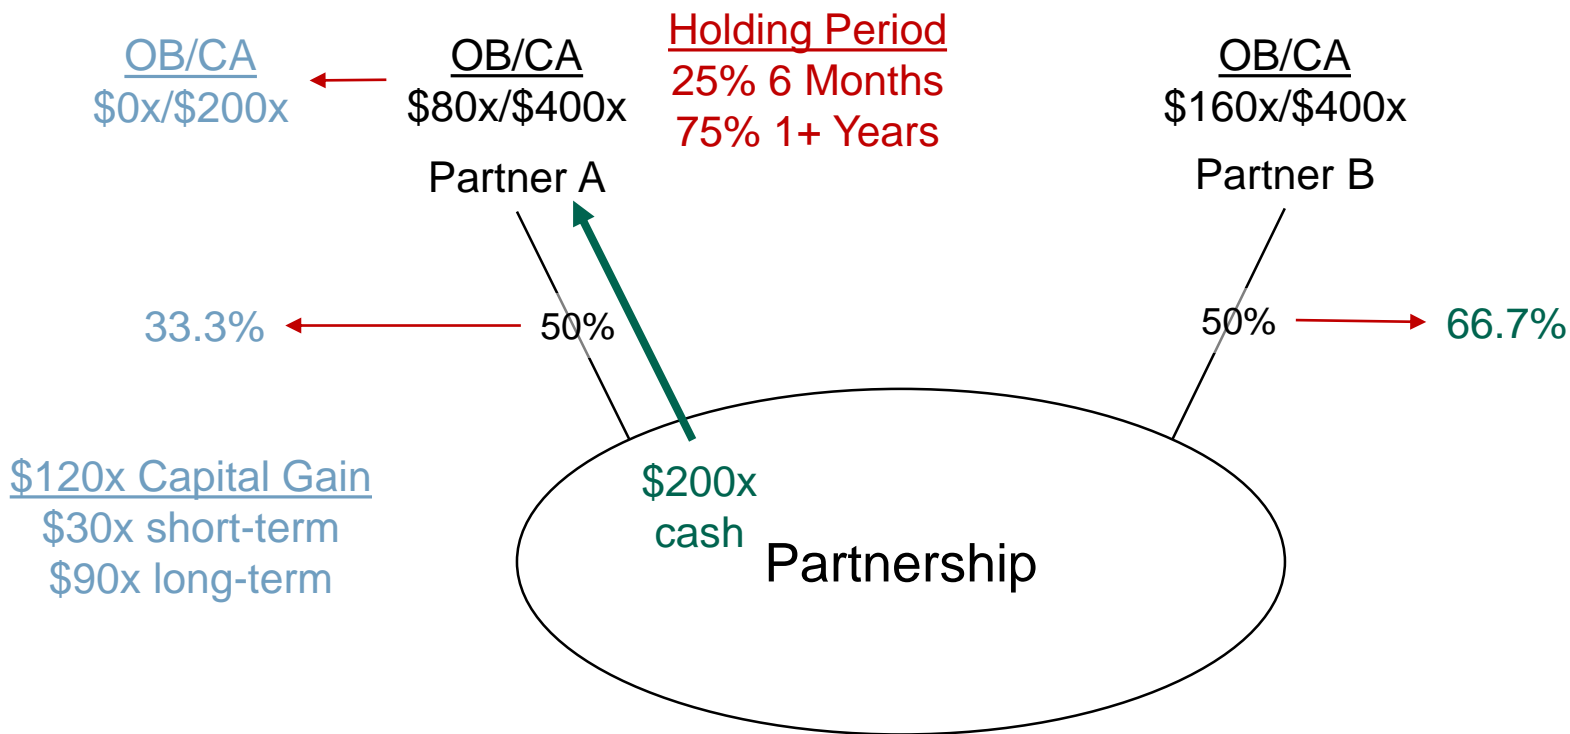 OB/CA
$0x/$200x
OB/CA
$80x/$400x
Holding Period
25% 6 Months
75% 1+ Years
OB/CA
$160x/$400x
Partner A
Partner B
33.3%
50%
50%
66.7%
$120x Capital Gain
$30x short-term
$90x long-term
$200x
cash
Partnership